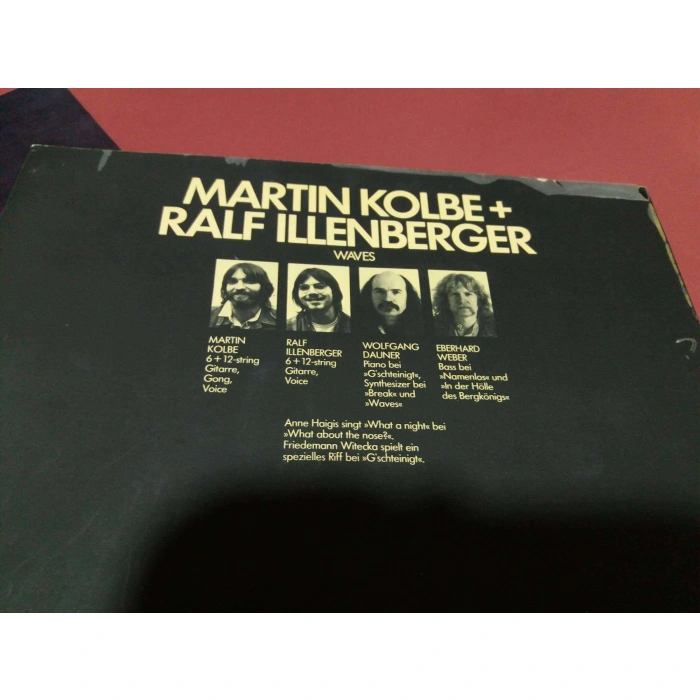 MARTIN KOLBE +
RALF ILLENBERGER
WAVES
MARTIN
KOLBE
6 + 12-string
Gitarre,
Gong,
Voice
RALF
ILLENBERGER
6 + 12-string
Gitarre,
Voice
WOLFGANG
DAUNER
Piano bei
»G'schteinigt«,
Synthesizer bei
»Break« und
»Waves«
EBERHARD
WEBER
Bass bei
»Namenlos« und
»In der Hölle
des Bergkönigs«
Anne Haigis singt »What a night« bei
»What about the nose?«.
Friedemann Witecka spielt ein
spezielles Riff bei »G'schteinigt«.